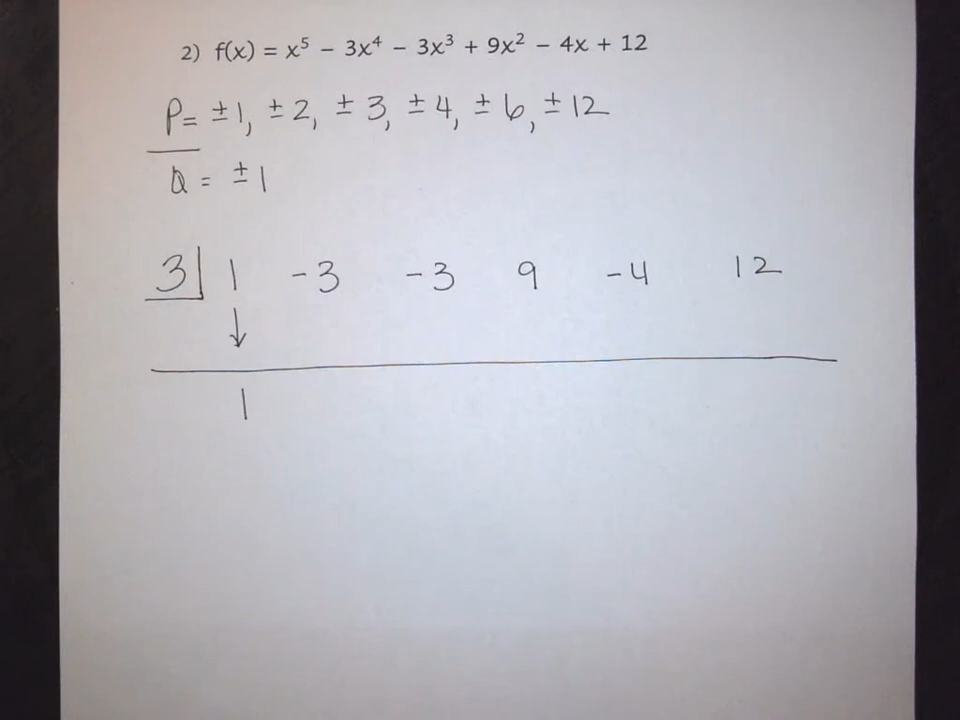 2) f(x) = x⁵ − 3x⁴ − 3x³ + 9x² − 4x + 12
P = ±1, ±2, ±3, ±4, ±6, ±12
Q = ±1
3 1 -3 -3 9 -4 12
1